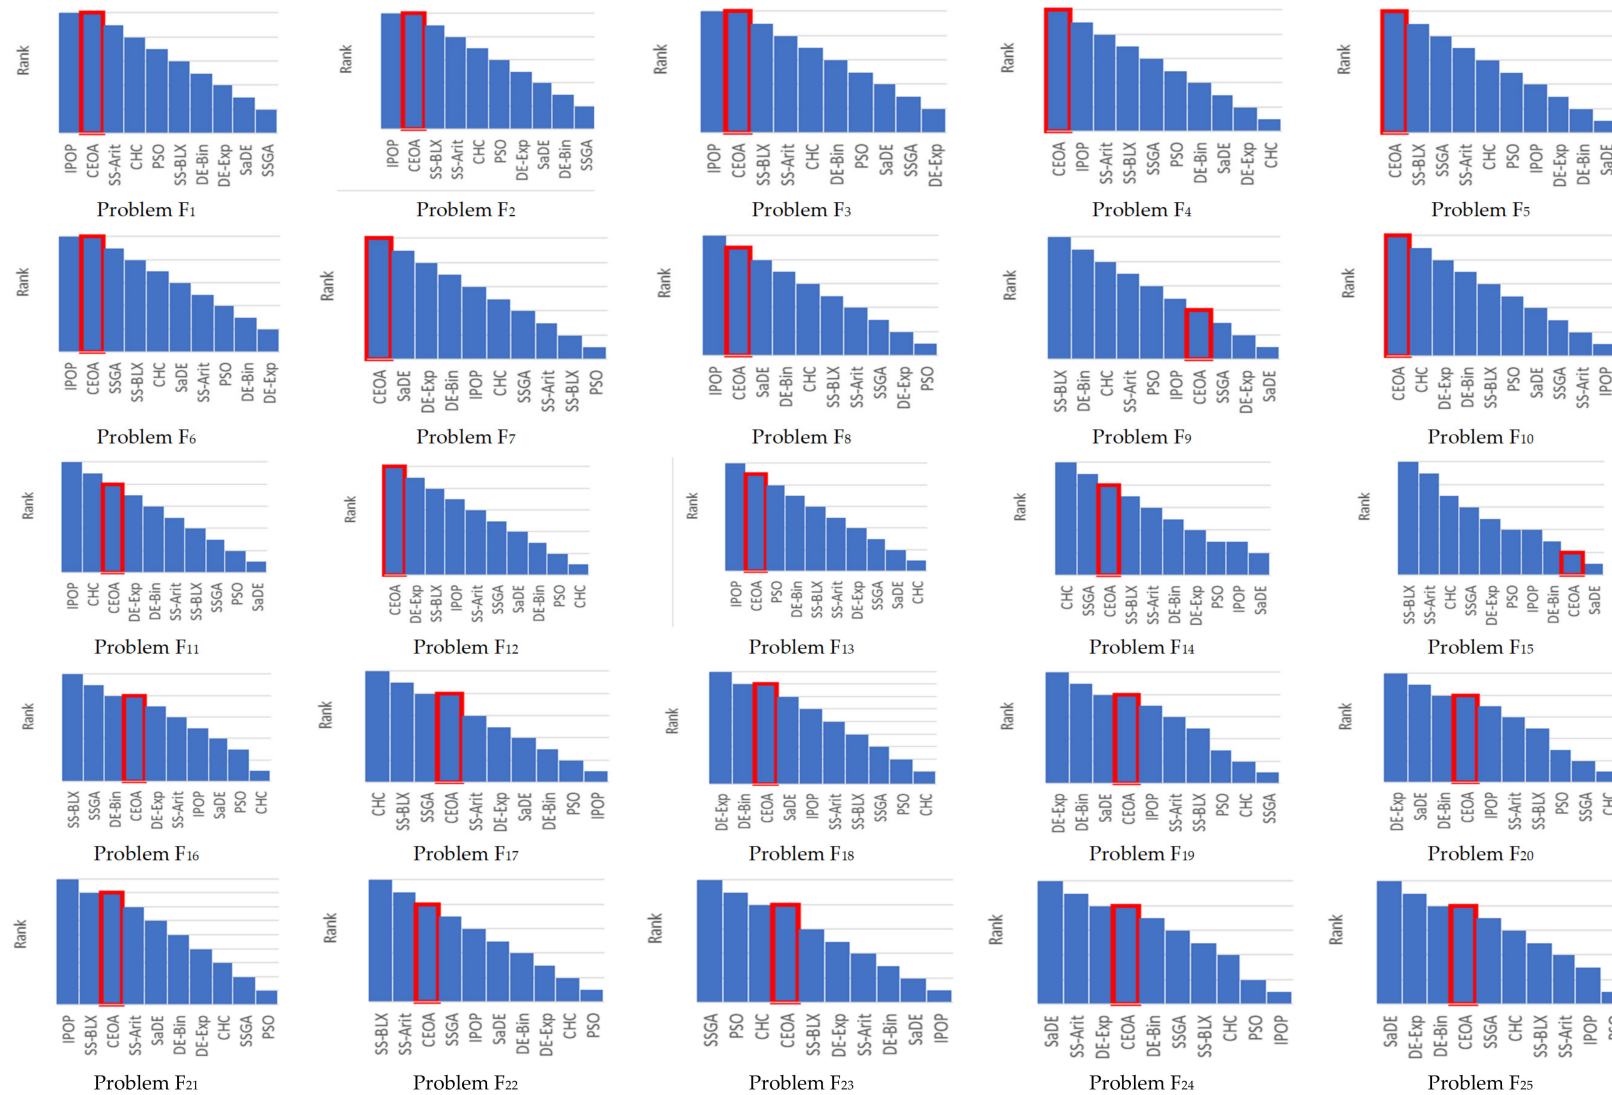 Rank
IPOP CEOA SS-Arit CHC PSO SS-BLX DE-Bin DE-Exp SaDE SSGA
Problem F1
Rank
IPOP CEOA SS-BLX SS-Arit CHC PSO DE-Exp SaDE DE-Bin SSGA
Problem F2
Rank
IPOP CEOA SS-BLX SS-Arit CHC DE-Bin PSO SaDE SSGA DE-Exp
Problem F3
Rank
CEOA IPOP SS-Arit SS-BLX SSGA PSO DE-Bin SaDE DE-Exp CHC
Problem F4
Rank
CEOA SS-BLX SSGA SS-Arit CHC PSO IPOP DE-Exp DE-Bin SaDE
Problem F5
Rank
IPOP CEOA SSGA SS-BLX CHC SaDE SS-Arit PSO DE-Bin DE-Exp
Problem F6
Rank
CEOA SaDE DE-Exp DE-Bin IPOP CHC SSGA SS-Arit SS-BLX PSO
Problem F7
Rank
IPOP CEOA SaDE DE-Bin CHC SS-BLX SS-Arit SSGA DE-Exp PSO
Problem F8
Rank
SS-BLX DE-Bin CHC SS-Arit PSO IPOP CEOA SSGA DE-Exp SaDE
Problem F9
Rank
CEOA CHC DE-Exp DE-Bin SS-BLX PSO SaDE SSGA SS-Arit IPOP
Problem F10
Rank
IPOP CHC CEOA DE-Exp DE-Bin SS-Arit SS-BLX SSGA PSO SaDE
Problem F11
Rank
CEOA DE-Exp SS-BLX IPOP SS-Arit SSGA SaDE DE-Bin PSO CHC
Problem F12
Rank
IPOP CEOA PSO DE-Bin SS-BLX SS-Arit DE-Exp SSGA SaDE CHC
Problem F13
Rank
CHC SSGA CEOA SS-BLX SS-Arit DE-Bin DE-Exp PSO IPOP SaDE
Problem F14
Rank
SS-BLX SS-Arit CHC SSGA DE-Exp PSO IPOP DE-Bin CEOA SaDE
Problem F15
Rank
SS-BLX SSGA DE-Bin CEOA DE-Exp SS-Arit IPOP SaDE PSO CHC
Problem F16
Rank
CHC SS-BLX SSGA CEOA SS-Arit DE-Exp SaDE DE-Bin PSO IPOP
Problem F17
Rank
DE-Exp DE-Bin CEOA SaDE IPOP SS-Arit SS-BLX SSGA PSO CHC
Problem F18
Rank
DE-Exp DE-Bin SaDE CEOA IPOP SS-Arit SS-BLX PSO CHC SSGA
Problem F19
Rank
DE-Exp SaDE DE-Bin CEOA IPOP SS-Arit SS-BLX PSO SSGA CHC
Problem F20
Rank
IPOP SS-BLX CEOA SS-Arit SaDE DE-Bin DE-Exp CHC SSGA PSO
Problem F21
Rank
SS-BLX SS-Arit CEOA SSGA IPOP SaDE DE-Bin DE-Exp CHC PSO
Problem F22
Rank
SSGA PSO CHC CEOA SS-BLX DE-Exp SS-Arit DE-Bin SaDE IPOP
Problem F23
Rank
SaDE SS-Arit DE-Exp CEOA DE-Bin SSGA SS-BLX CHC PSO IPOP
Problem F24
Rank
SaDE DE-Exp DE-Bin CEOA SSGA CHC SS-BLX SS-Arit IPOP
Problem F25